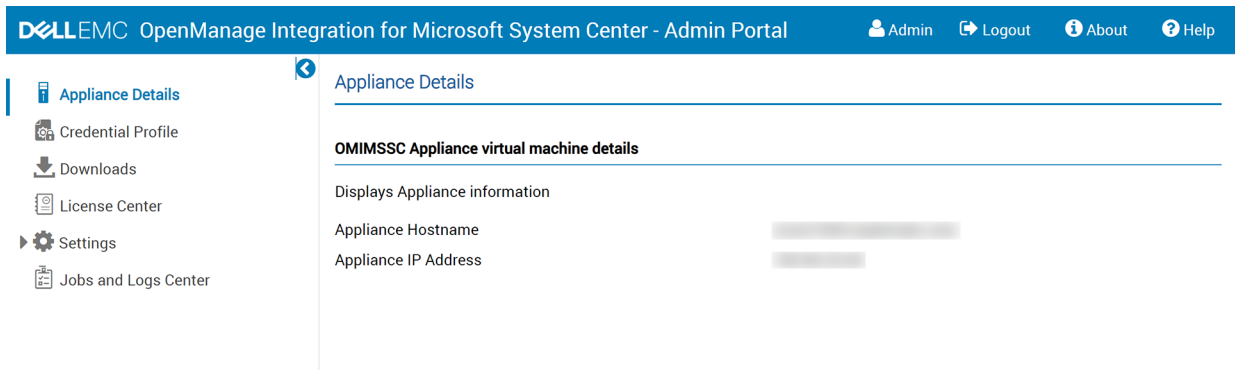 DELLEMC OpenManage Integration for Microsoft System Center - Admin Portal Admin Logout About Help
Appliance Details
Credential Profile
Downloads
License Center
Settings
Jobs and Logs Center
Appliance Details
OMIMSSC Appliance virtual machine details
Displays Appliance information
Appliance Hostname
Appliance IP Address